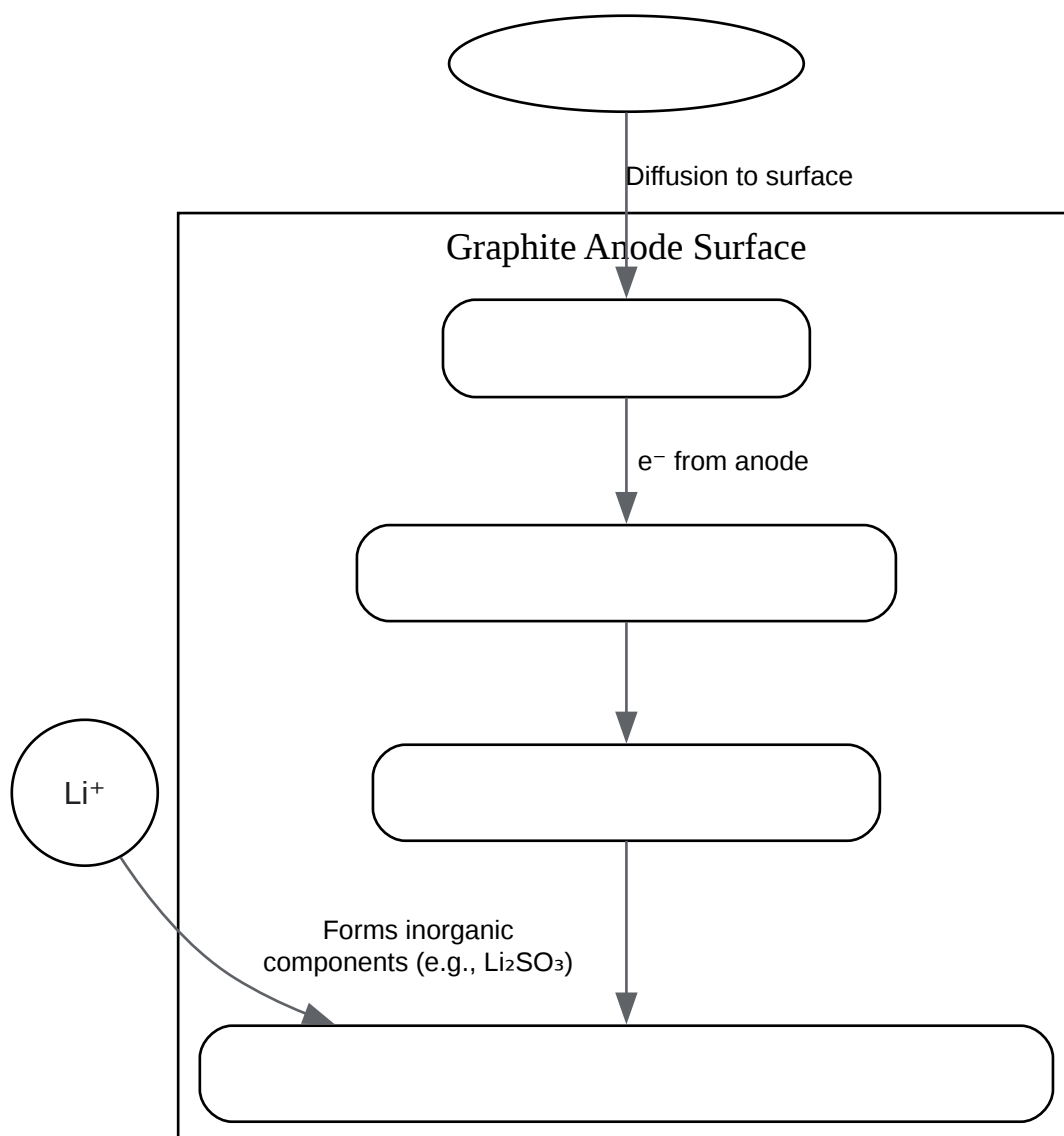 Diffusion to surface
Graphite Anode Surface
e⁻ from anode
Li⁺
Forms inorganic
components (e.g., Li₂SO₃)